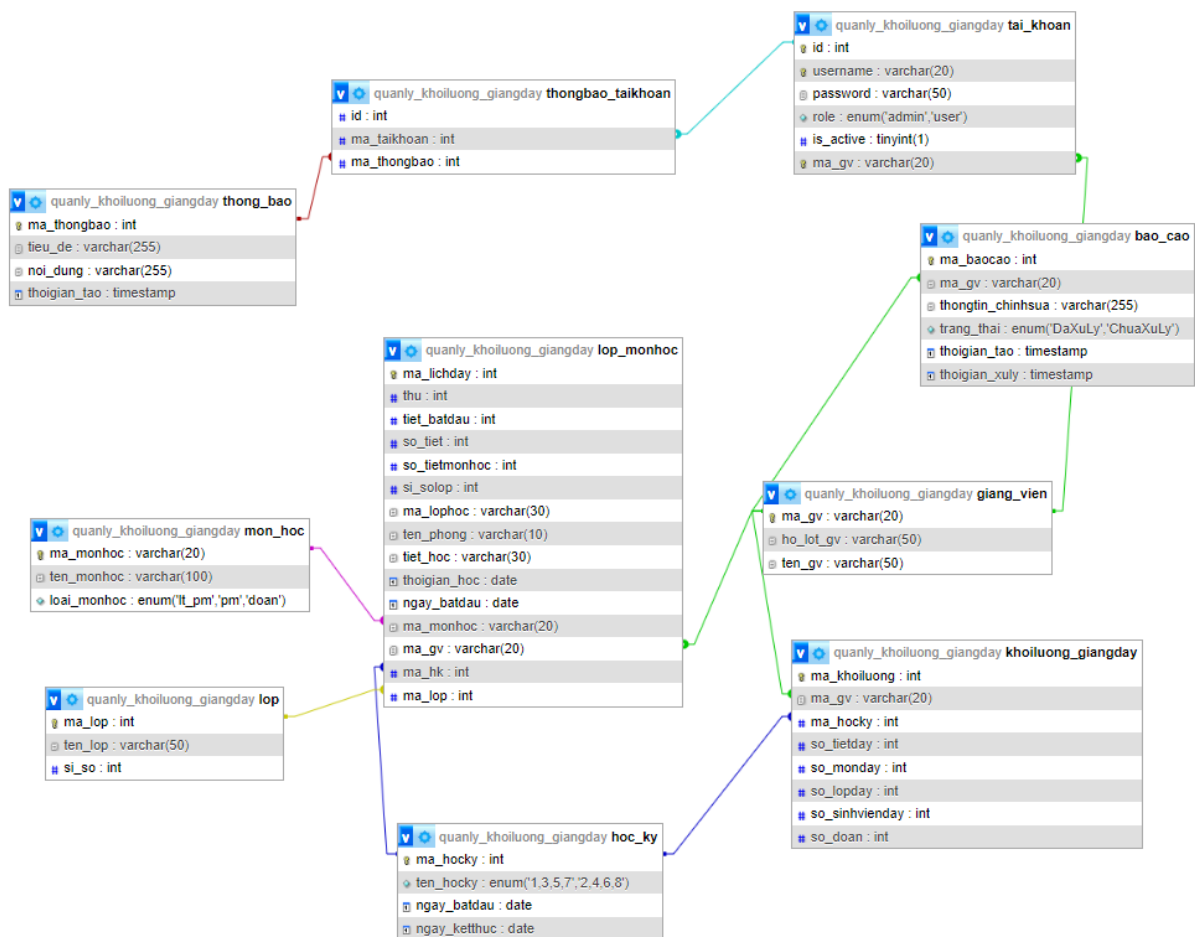 quanly_khoiluong_giangday tai_khoan
id : int
username : varchar(20)
password : varchar(50)
role : enum('admin','user')
is_active : tinyint(1)
ma_gv : varchar(20)
quanly_khoiluong_giangday thongbao_taikhoan
id : int
ma_taikhoan : int
ma_thongbao : int
quanly_khoiluong_giangday thong_bao
ma_thongbao : int
tieu_de : varchar(255)
noi_dung : varchar(255)
thoigian_tao : timestamp
quanly_khoiluong_giangday bao_cao
ma_baocao : int
ma_gv : varchar(20)
thongtin_chinhsua : varchar(255)
trang_thai : enum('DaXuLy','ChuaXuLy')
thoigian_tao : timestamp
thoigian_xuly : timestamp
quanly_khoiluong_giangday lop_monhoc
ma_lichday : int
thu : int
tiet_batdau : int
so_tiet : int
so_tietmonhoc : int
si_solop : int
ma_lophoc : varchar(30)
ten_phong : varchar(10)
tiet_hoc : varchar(30)
thoigian_hoc : date
ngay_batdau : date
ma_monhoc : varchar(20)
ma_gv : varchar(20)
ma_hk : int
ma_lop : int
quanly_khoiluong_giangday giang_vien
ma_gv : varchar(20)
ho_lot_gv : varchar(50)
ten_gv : varchar(50)
quanly_khoiluong_giangday mon_hoc
ma_monhoc : varchar(20)
ten_monhoc : varchar(100)
loai_monhoc : enum('lt_pm','pm','doan')
quanly_khoiluong_giangday khoiluong_giangday
ma_khoiluong : int
ma_gv : varchar(20)
ma_hocky : int
so_tietday : int
so_monday : int
so_lopday : int
so_sinhvienday : int
so_doan : int
quanly_khoiluong_giangday lop
ma_lop : int
ten_lop : varchar(50)
si_so : int
quanly_khoiluong_giangday hoc_ky
ma_hocky : int
ten_hocky : enum('1,3,5,7','2,4,6,8')
ngay_batdau : date
ngay_ketthuc : date